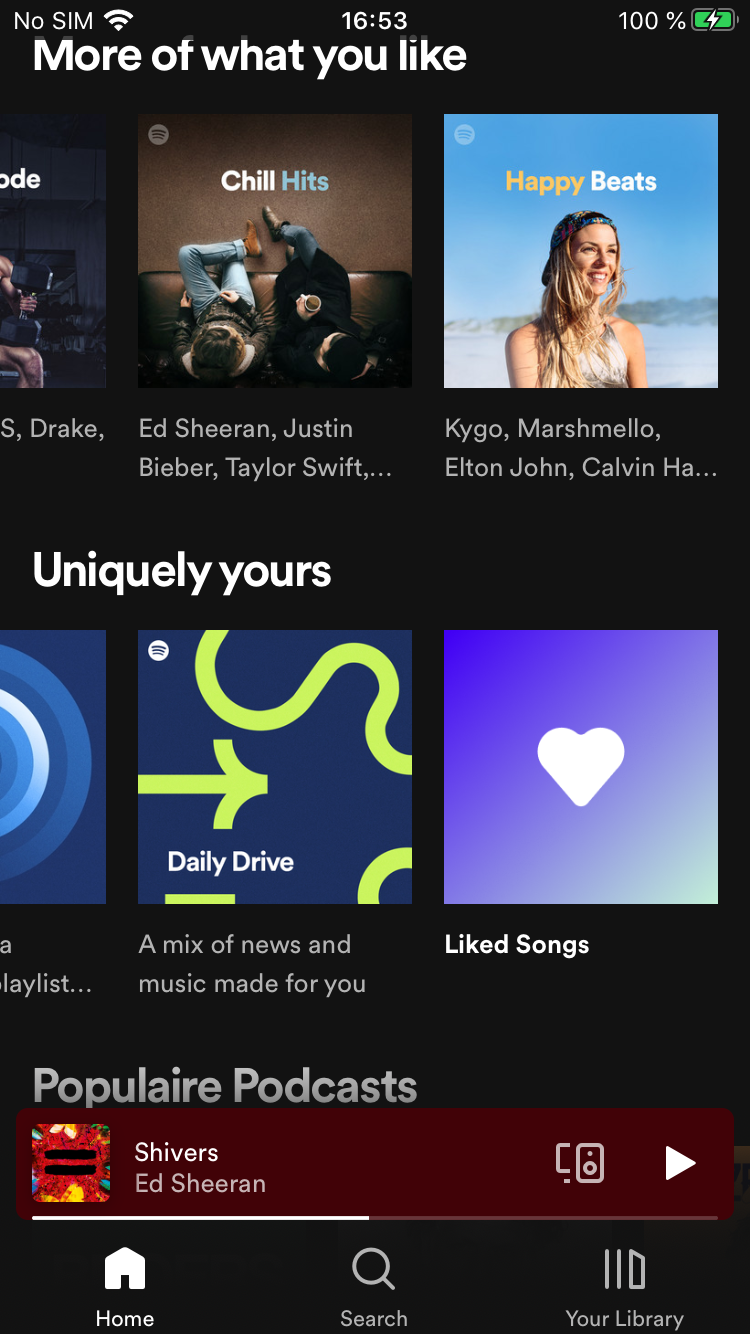 No SIM 16:53 100 %
More of what you like
ode
Chill Hits
Happy Beats
S, Drake,
Ed Sheeran, Justin
Bieber, Taylor Swift,...
Kygo, Marshmello,
Elton John, Calvin Ha...
Uniquely yours
Daily Drive
a
laylist...
A mix of news and
music made for you
Liked Songs
Populaire Podcasts
Shivers
Ed Sheeran
Home
Search
Your Library